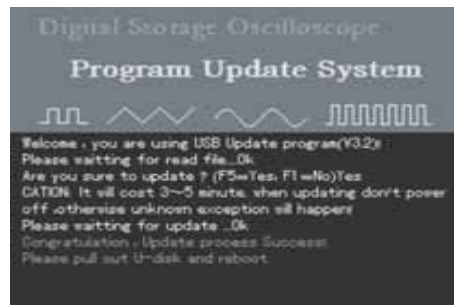 Digital Storage Oscilloscope
Program Update System
Welcome , you are using USB Update program(V3.2)!
Please waitting for read file...Ok
Are you sure to update ? (F5=Yes, F1=No)Yes
CATION: It will cost 3~5 minute, when updating don't power
off ,otherwise unknown exception will happen!
Please waitting for update ...Ok
Congratulation , Update process Success!
Please pull out U-disk and reboot.